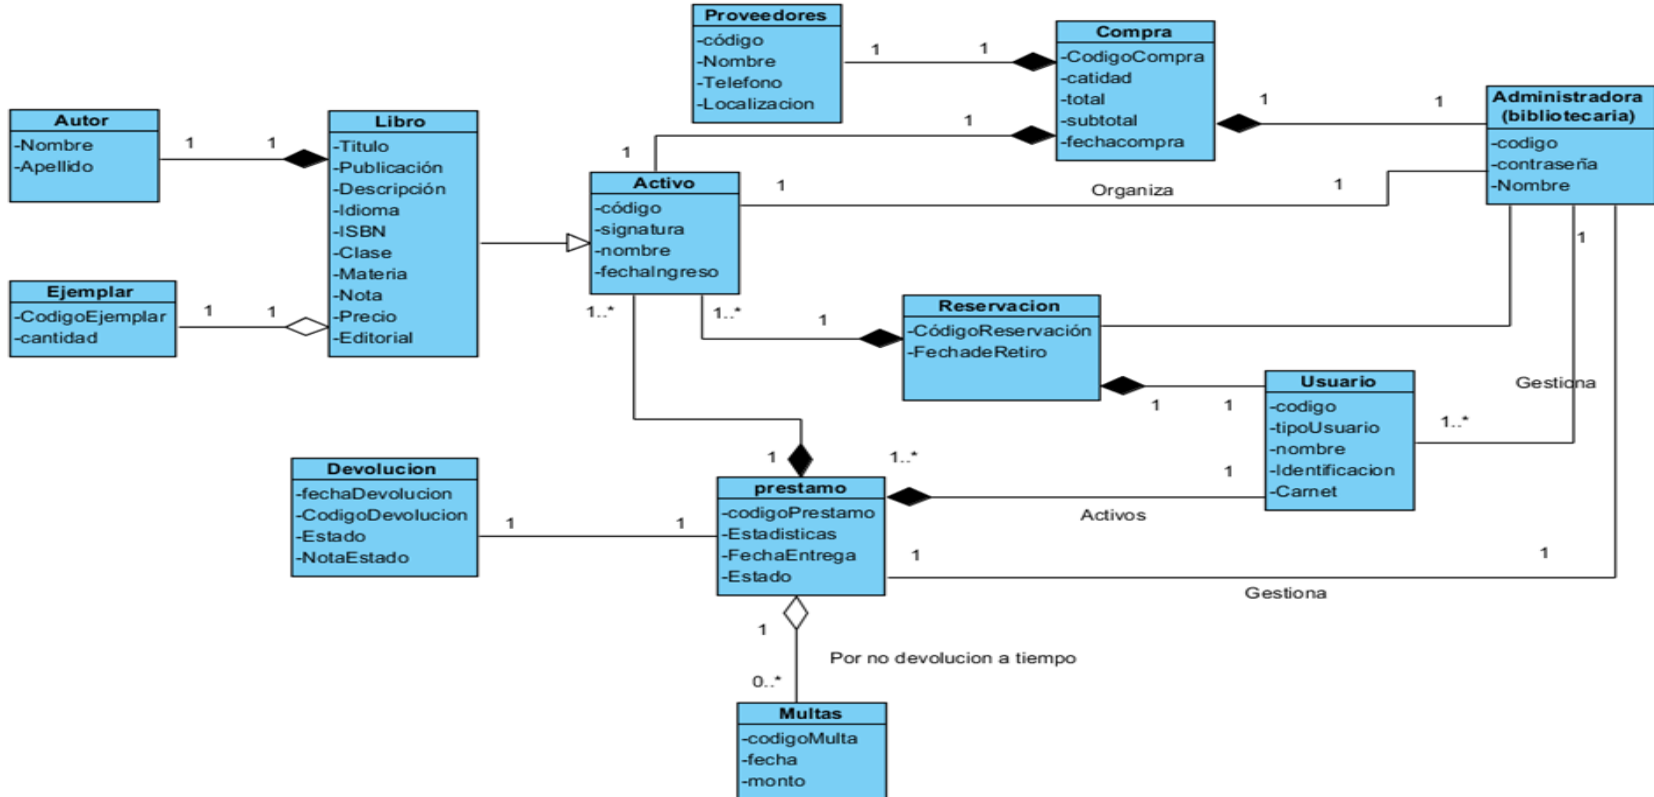 Proveedores
-código
-Nombre
-Telefono
-Localizacion
1
1
Compra
-CodigoCompra
-catidad
-total
-subtotal
-fechacompra
1
1
Administradora
(bibliotecaria)
-codigo
-contraseña
-Nombre
Autor
-Nombre
-Apellido
1
1
Libro
-Titulo
-Publicación
-Descripción
-Idioma
-ISBN
-Clase
-Materia
-Nota
-Precio
-Editorial
1
1
Activo
-código
-signatura
-nombre
-fechaIngreso
1
Organiza
1
1
Ejemplar
-CodigoEjemplar
-cantidad
1
1
1..*
1..*
1
Reservacion
-CódigoReservación
-FechadeRetiro
1
1
Usuario
-codigo
-tipoUsuario
-nombre
-Identificacion
-Carnet
Gestiona
1..*
Devolucion
-fechaDevolucion
-CodigoDevolucion
-Estado
-NotaEstado
1
1
1
1..*
prestamo
-codigoPrestamo
-Estadisticas
-FechaEntrega
-Estado
1
Activos
1
1
Gestiona
1
Por no devolucion a tiempo
0..*
Multas
-codigoMulta
-fecha
-monto